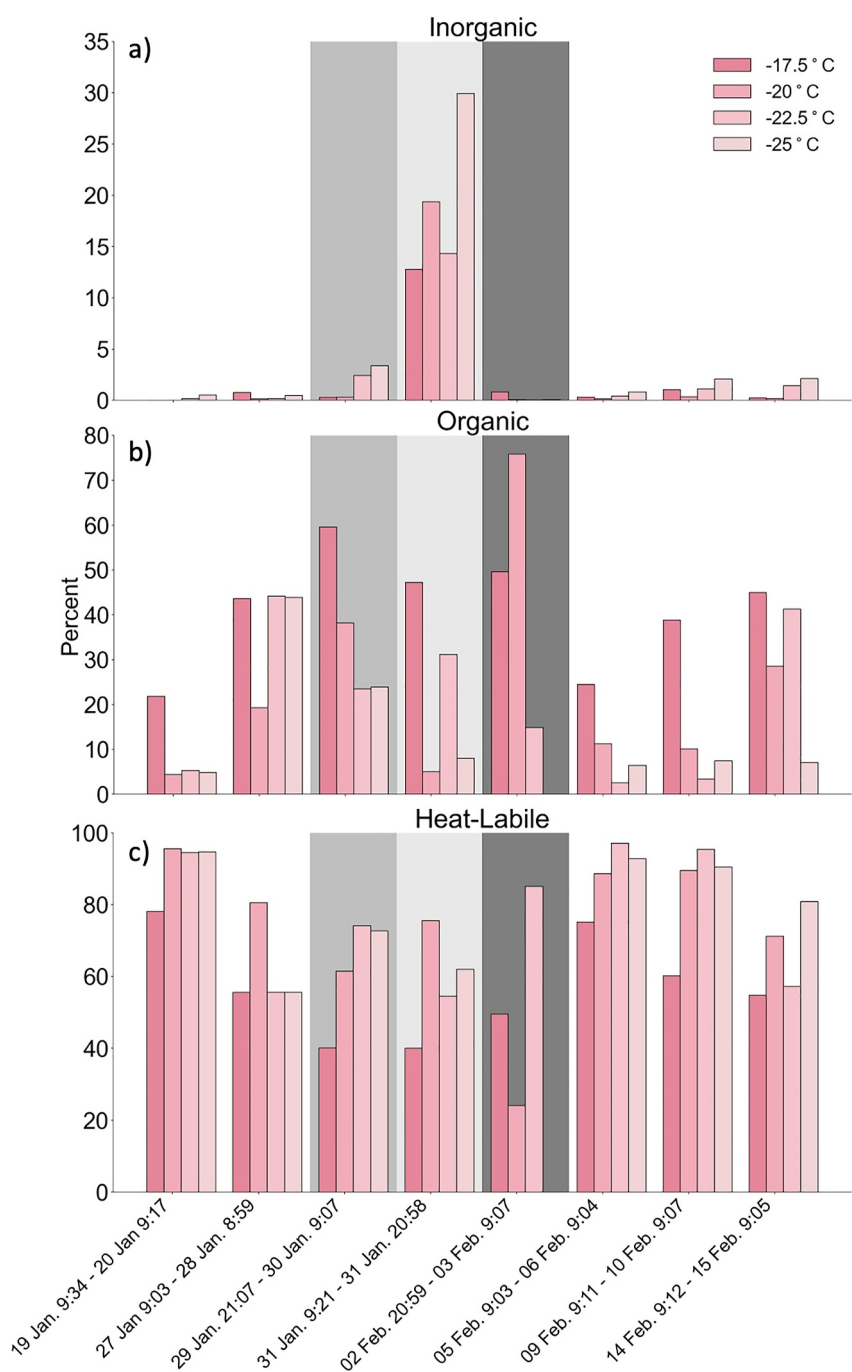 Inorganic
a)
35
30
25
20
15
10
5
0
-17.5°C
-20°C
-22.5°C
-25°C
Organic
b)
80
70
60
50
40
30
20
10
0
Percent
Heat-Labile
c)
100
80
60
40
20
0
19 Jan. 9:34 - 20 Jan 9:17
27 Jan 9:03 - 28 Jan. 8:59
29 Jan. 21:07 - 30 Jan. 9:07
31 Jan. 9:21 - 31 Jan. 20:58
02 Feb. 20:59 - 03 Feb. 9:07
05 Feb. 9:03 - 06 Feb. 9:04
09 Feb. 9:11 - 10 Feb. 9:07
14 Feb. 9:12 - 15 Feb. 9:05